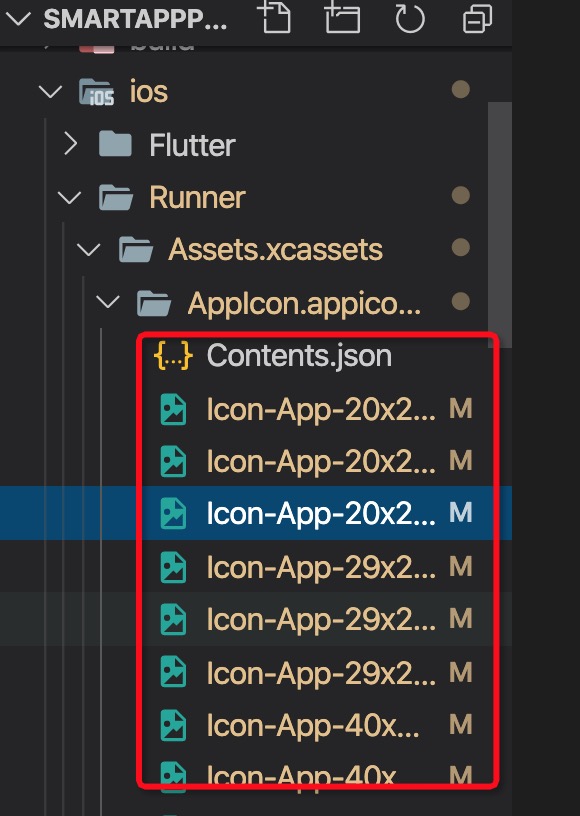 SMARTAPPP...
build
ios
Flutter
Runner
Assets.xcassets
AppIcon.appico...
{...} Contents.json
Icon-App-20x2... M
Icon-App-20x2... M
Icon-App-20x2... M
Icon-App-29x2... M
Icon-App-29x2... M
Icon-App-29x2... M
Icon-App-40x... M
Icon-App-40x M